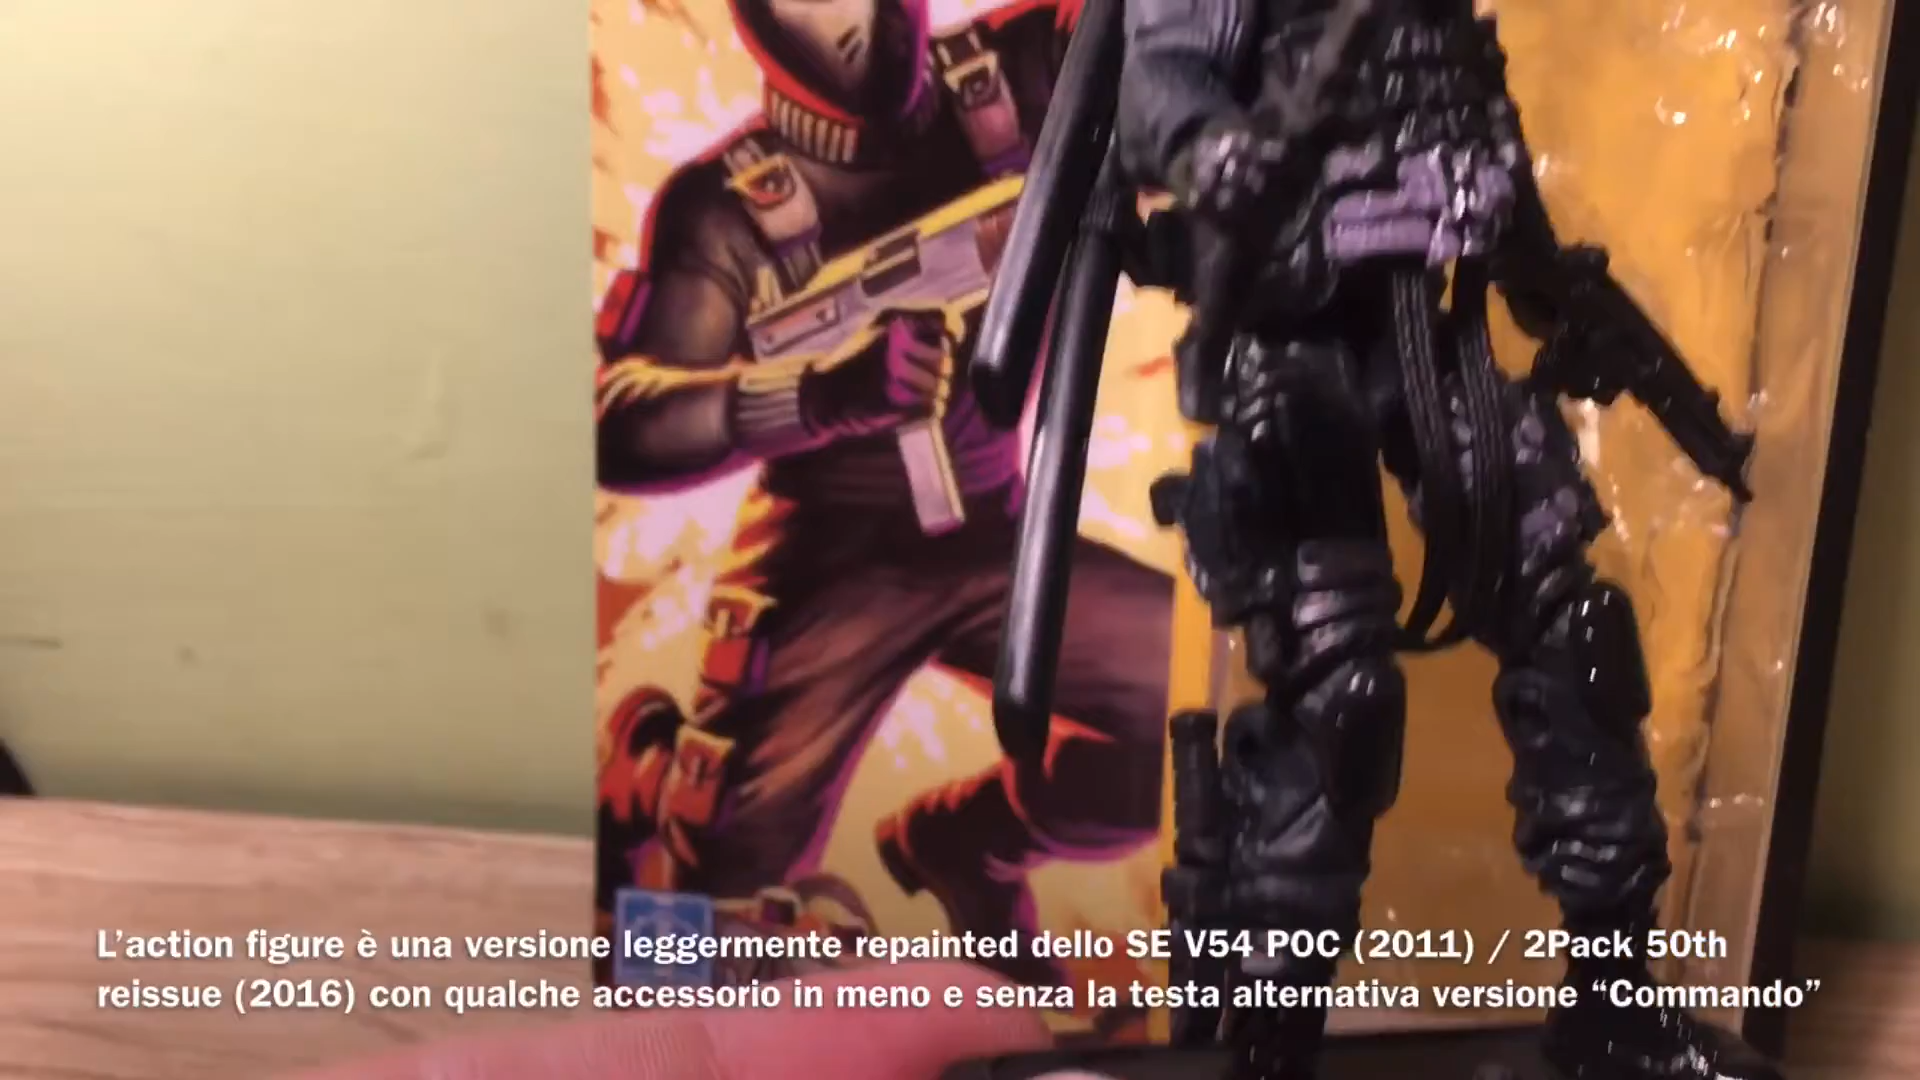 L’action figure è una versione leggermente repainted dello SE V54 POC (2011) / 2Pack 50th
reissue (2016) con qualche accessorio in meno e senza la testa alternativa versione “Commando”